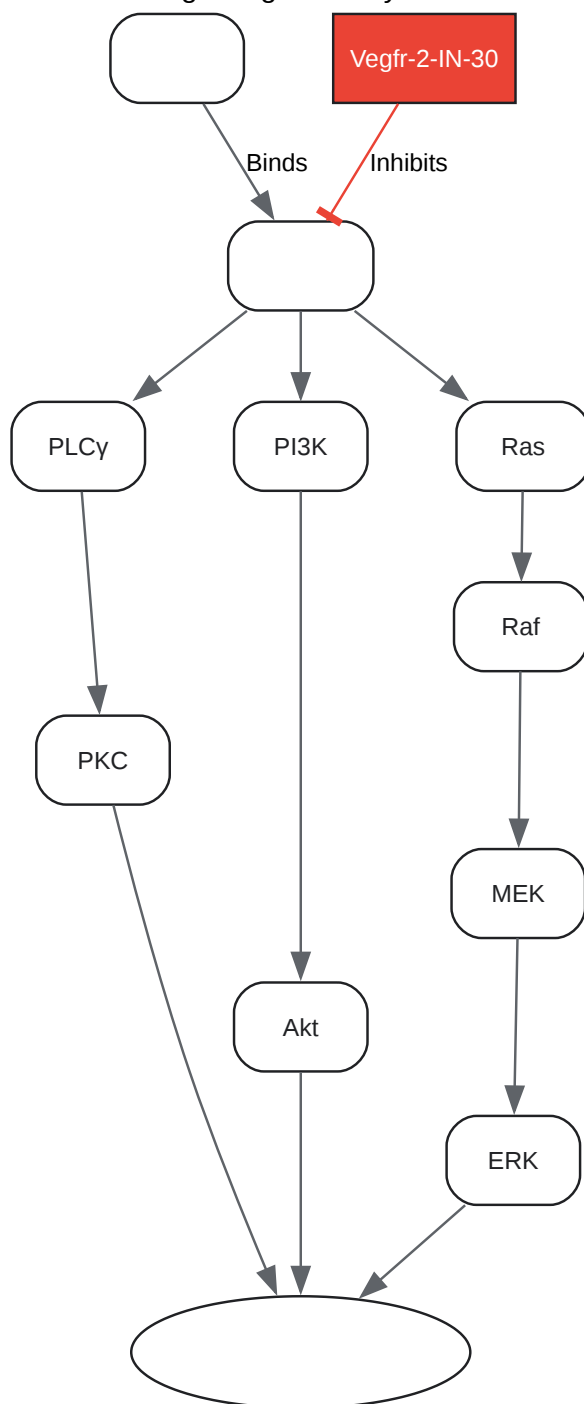 Vegfr-2-IN-30
Binds
Inhibits
PLCγ
PI3K
Ras
Raf
PKC
MEK
Akt
ERK